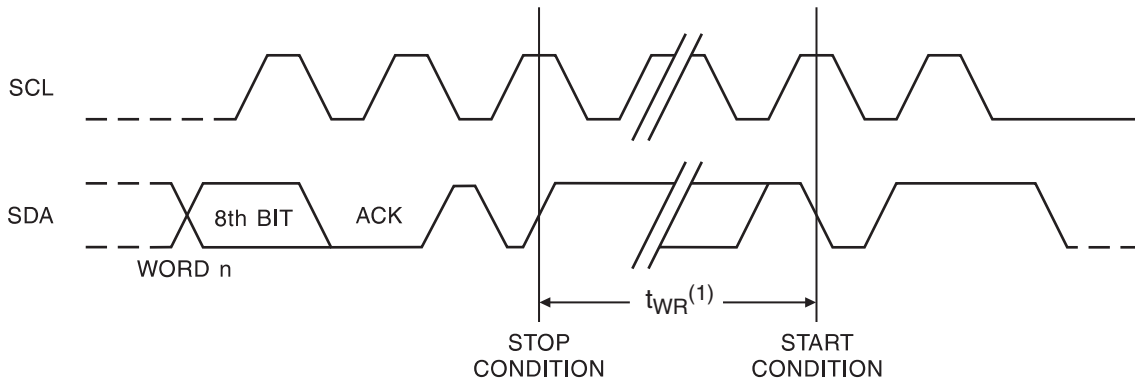 SCL
SDA
8th BIT
ACK
WORD n
tWR(1)
STOP
CONDITION
START
CONDITION